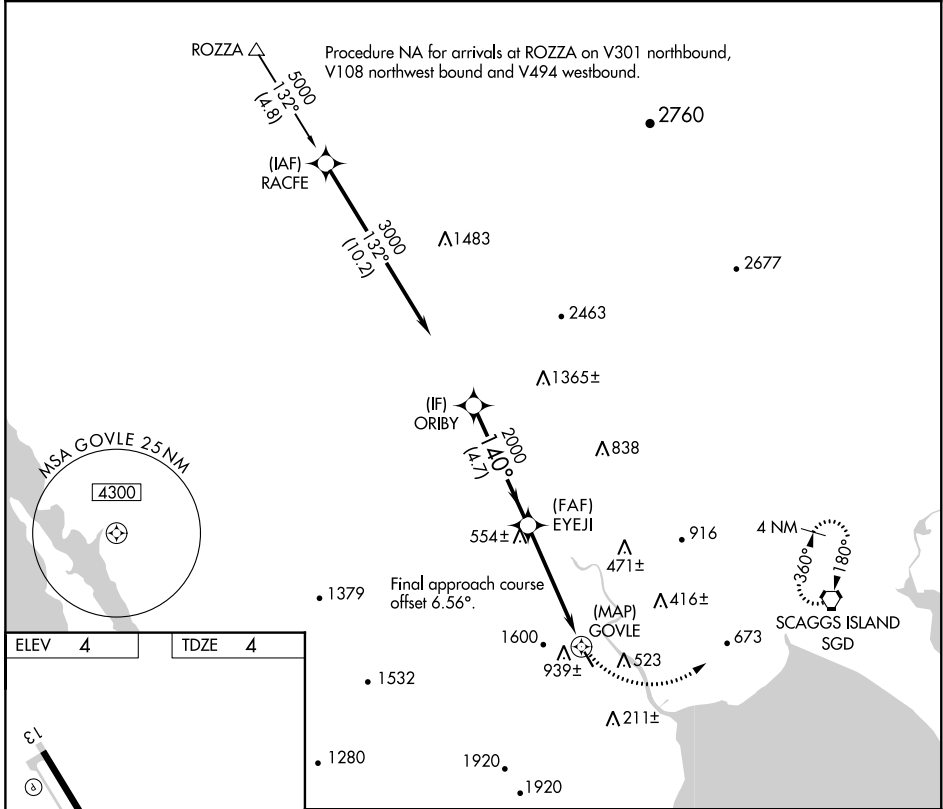 ROZZA
Procedure NA for arrivals at ROZZA on V301 northbound,
V108 northwest bound and V494 westbound.
5000
132°
(4.8)
2760
(IAF)
RACFE
3000
132°
(10.2)
1483
2677
2463
1365±
(IF)
ORIBY
2000
140°
(4.7)
838
MSA GOVLE 25 NM
4300
(FAF)
EYEJI
554±
471±
916
4 NM
360°
180°
1379
Final approach course
offset 6.56°.
416±
(MAP)
GOVLE
SCAGGS ISLAND
SGD
1600
939±
523
673
ELEV 4
TDZE 4
1532
211±
13
P
1280
1920
1920